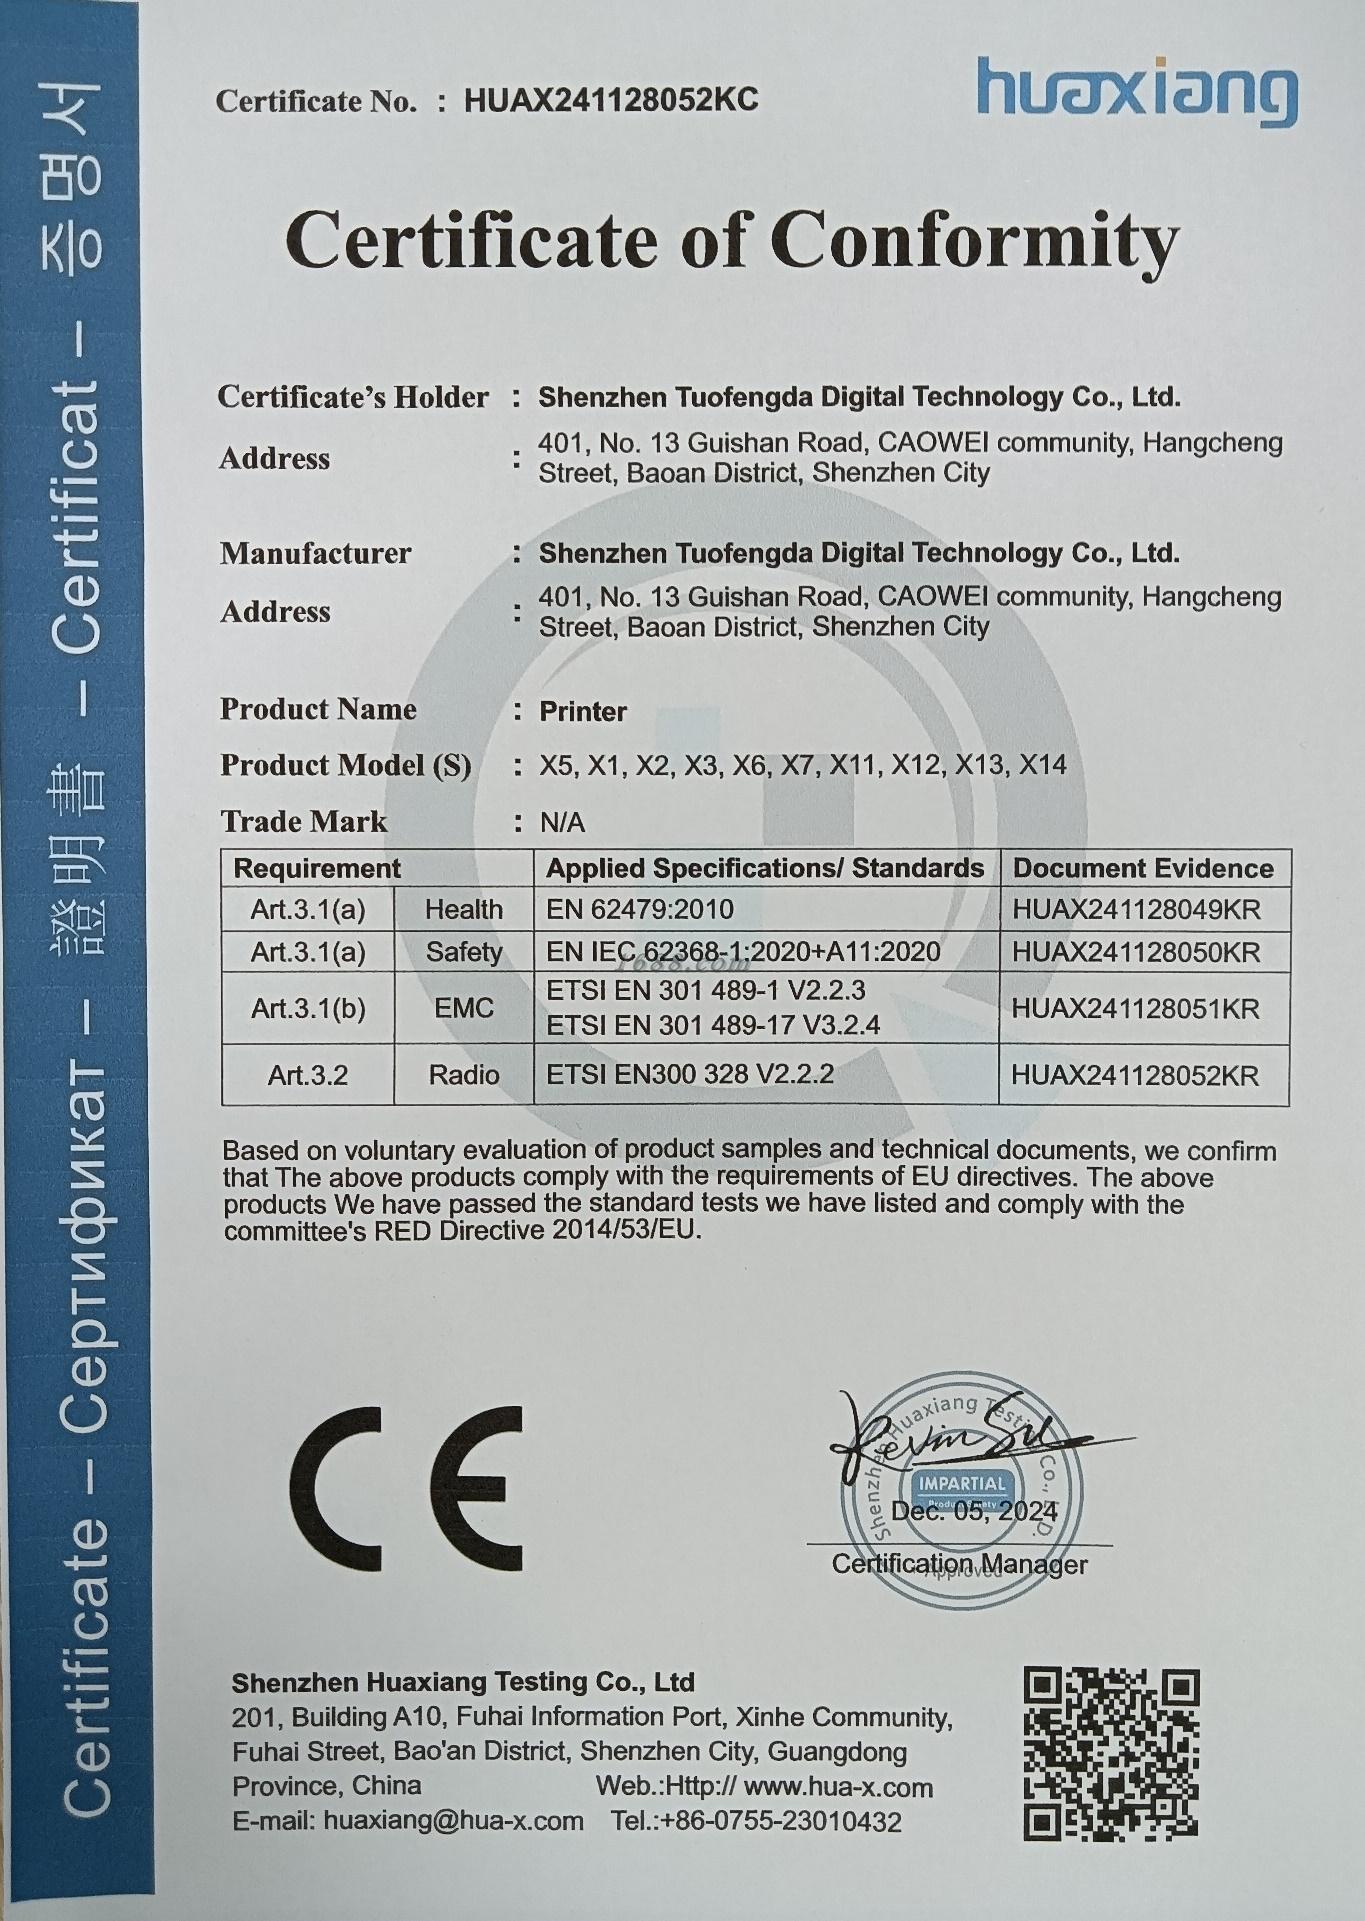 huaxiang
Certificate No. : HUAX241128052KC
Certificate of Conformity
Certificate's Holder : Shenzhen Tuofengda Digital Technology Co., Ltd.
Address : 401, No. 13 Guishan Road, CAOWEI community, Hangcheng
Street, Baoan District, Shenzhen City
Manufacturer : Shenzhen Tuofengda Digital Technology Co., Ltd.
Address : 401, No. 13 Guishan Road, CAOWEI community, Hangcheng
Street, Baoan District, Shenzhen City
Product Name : Printer
Product Model (S) : X5, X1, X2, X3, X6, X7, X11, X12, X13, X14
Trade Mark : N/A
Requirement Applied Specifications/ Standards Document Evidence
Art.3.1(a) Health EN 62479:2010 HUAX241128049KR
Art.3.1(a) Safety EN IEC 62368-1:2020+A11:2020 HUAX241128050KR
1688.com
Art.3.1(b) EMC ETSI EN 301 489-1 V2.2.3
ETSI EN 301 489-17 V3.2.4 HUAX241128051KR
Art.3.2 Radio ETSI EN300 328 V2.2.2 HUAX241128052KR
Based on voluntary evaluation of product samples and technical documents, we confirm
that The above products comply with the requirements of EU directives. The above
products We have passed the standard tests we have listed and comply with the
committee's RED Directive 2014/53/EU.
CE
Shenzhen Huaxiang Testing Co., LTD.
IMPARTIAL
Product Safety
Dec. 05, 2024
Certification Manager
Approved
Shenzhen Huaxiang Testing Co., Ltd
201, Building A10, Fuhai Information Port, Xinhe Community,
Fuhai Street, Bao'an District, Shenzhen City, Guangdong
Province, China Web.:Http:// www.hua-x.com
E-mail: huaxiang@hua-x.com Tel.:+86-0755-23010432
Certificate – Сертификат – 證明書 – Certificat – 증명서